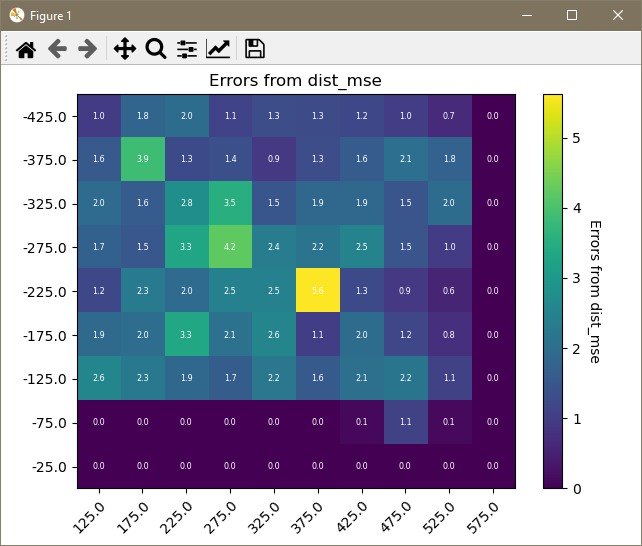 Figure 1
Errors from dist_mse
-425.0 1.0 1.8 2.0 1.1 1.3 1.3 1.2 1.0 0.7 0.0
-375.0 1.6 3.9 1.3 1.4 0.9 1.3 1.6 2.1 1.8 0.0
-325.0 2.0 1.6 2.8 3.5 1.5 1.9 1.9 1.5 2.0 0.0
-275.0 1.7 1.5 3.3 4.2 2.4 2.2 2.5 1.5 1.0 0.0
-225.0 1.2 2.3 2.0 2.5 2.5 5.6 1.3 0.9 0.6 0.0
-175.0 1.9 2.0 3.3 2.1 2.6 1.1 2.0 1.2 0.8 0.0
-125.0 2.6 2.3 1.9 1.7 2.2 1.6 2.1 2.2 1.1 0.0
-75.0 0.0 0.0 0.0 0.0 0.0 0.0 0.1 1.1 0.1 0.0
-25.0 0.0 0.0 0.0 0.0 0.0 0.0 0.0 0.0 0.0 0.0
125.0 175.0 225.0 275.0 325.0 375.0 425.0 475.0 525.0 575.0
5
4
3
2
1
0
Errors from dist_mse